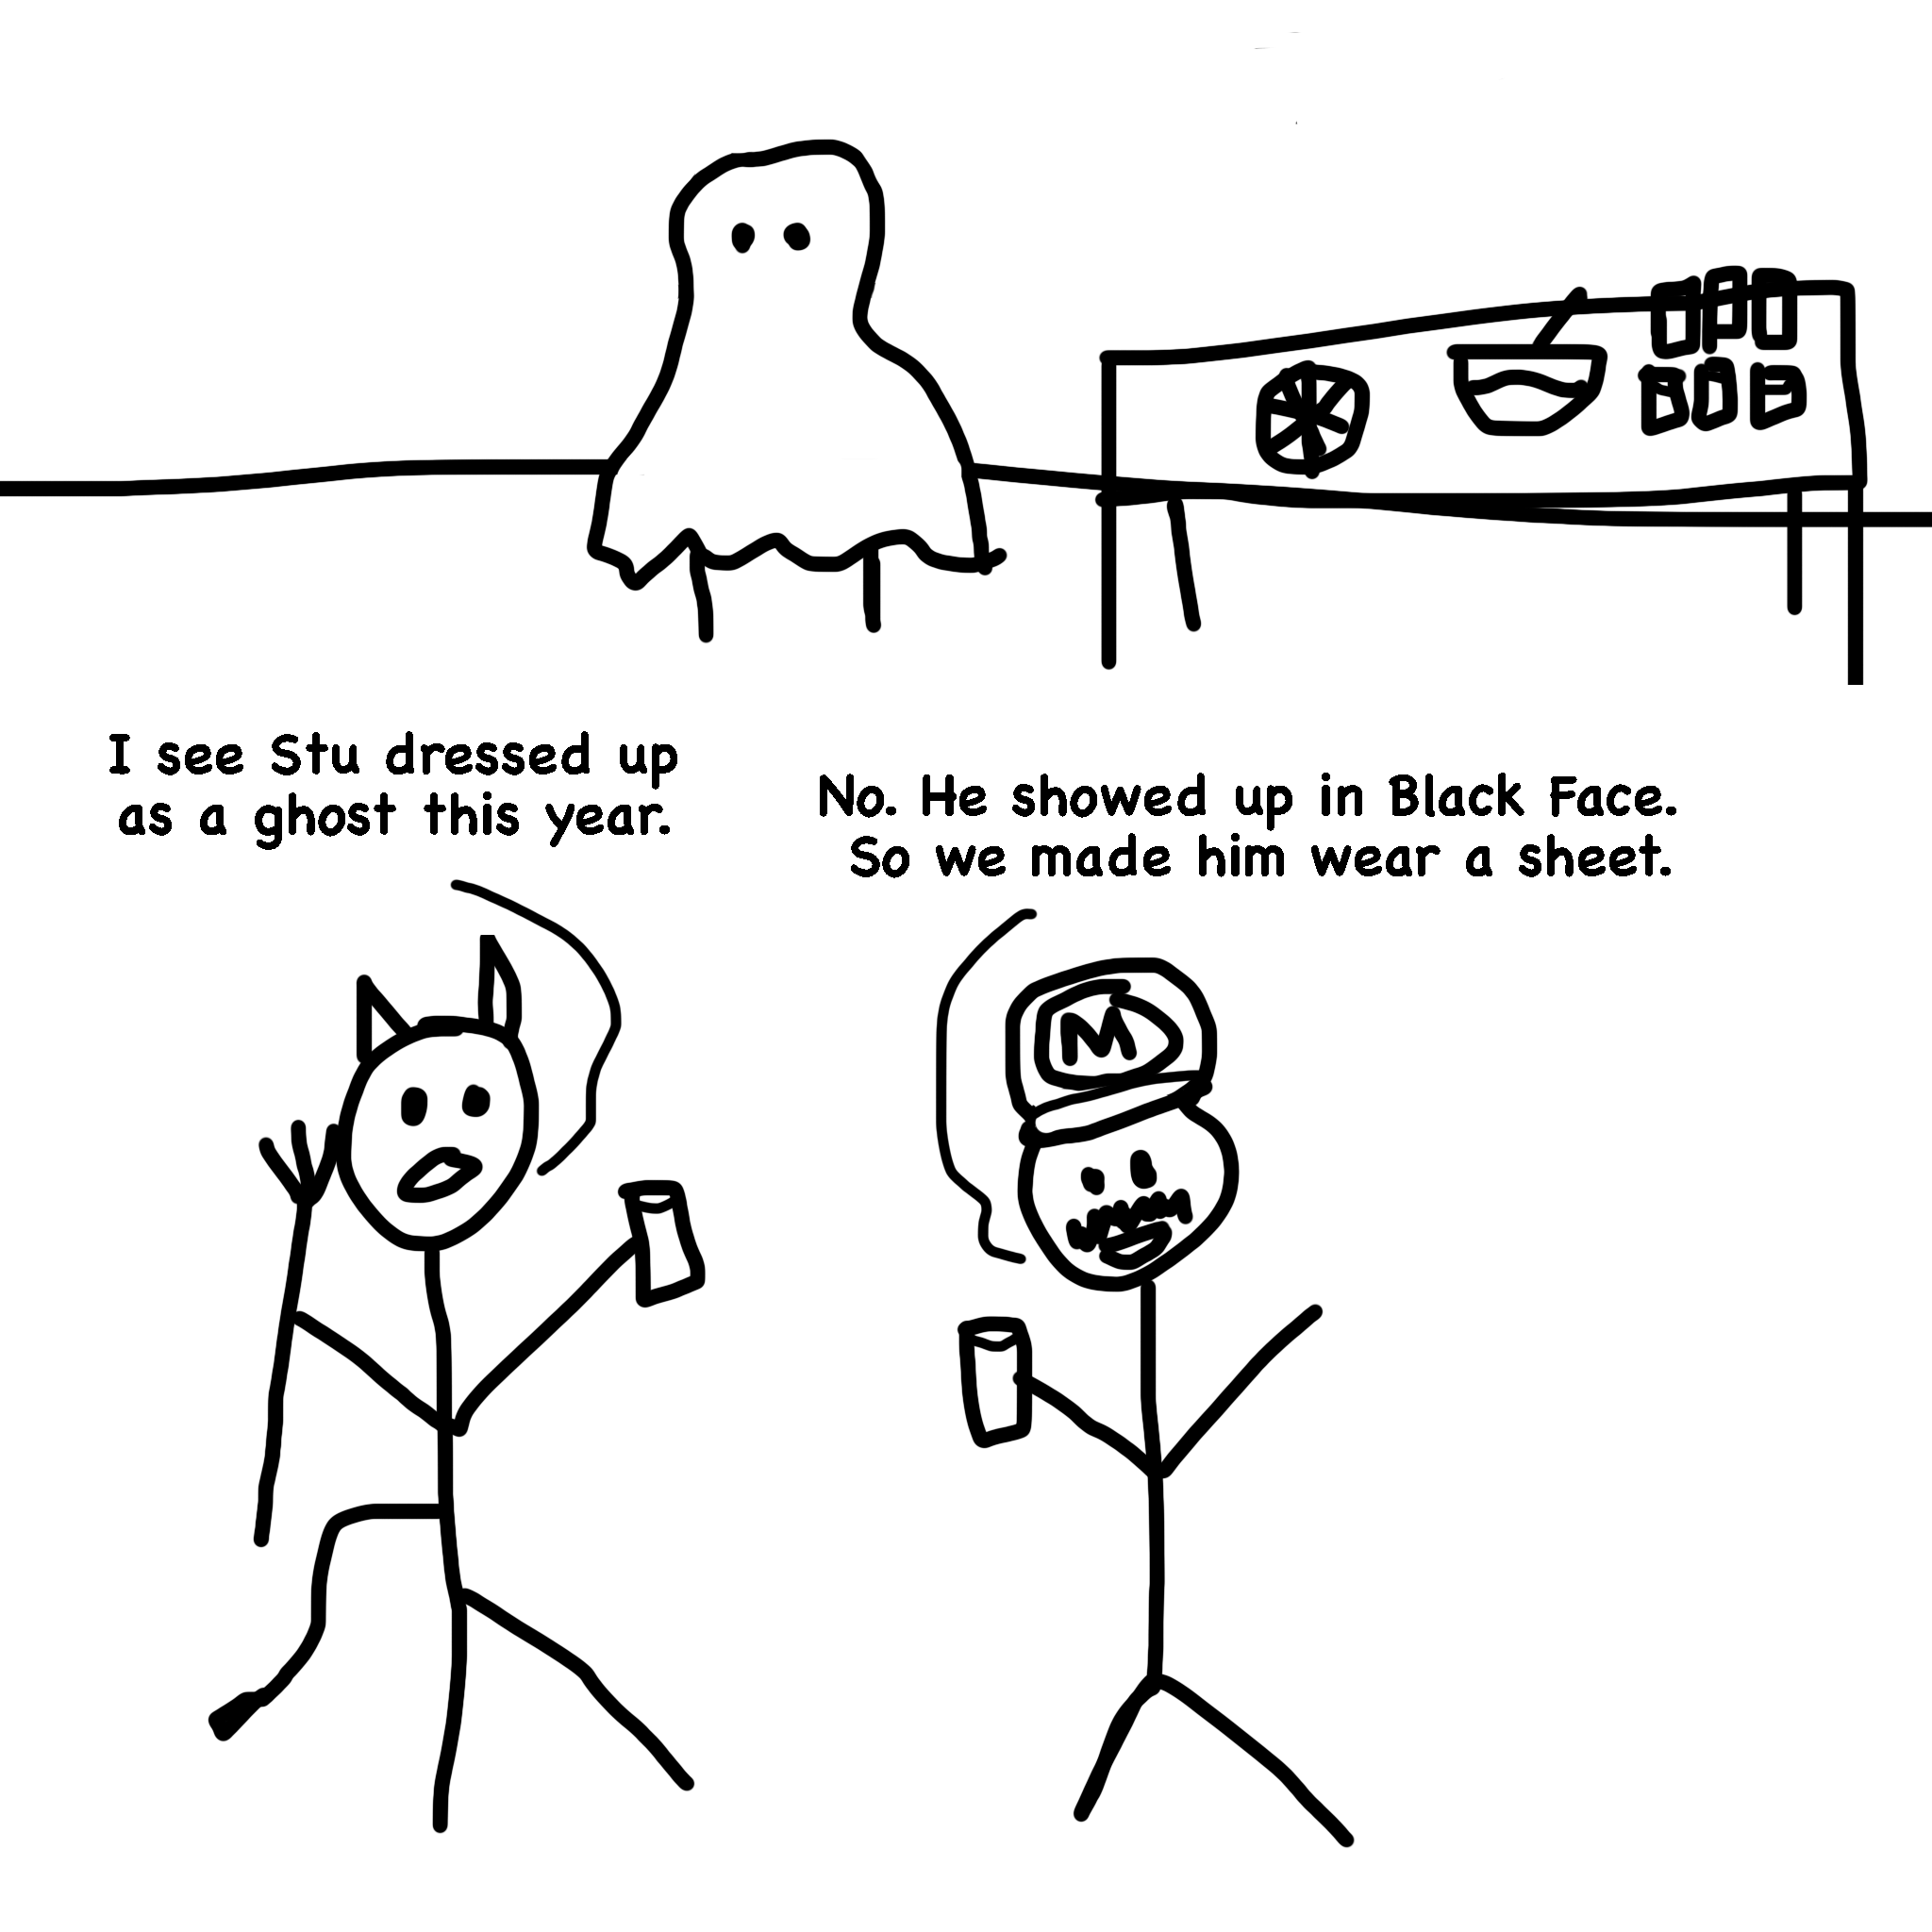 I see Stu dressed up
as a ghost this year.
No. He showed up in Black Face.
So we made him wear a sheet.
M